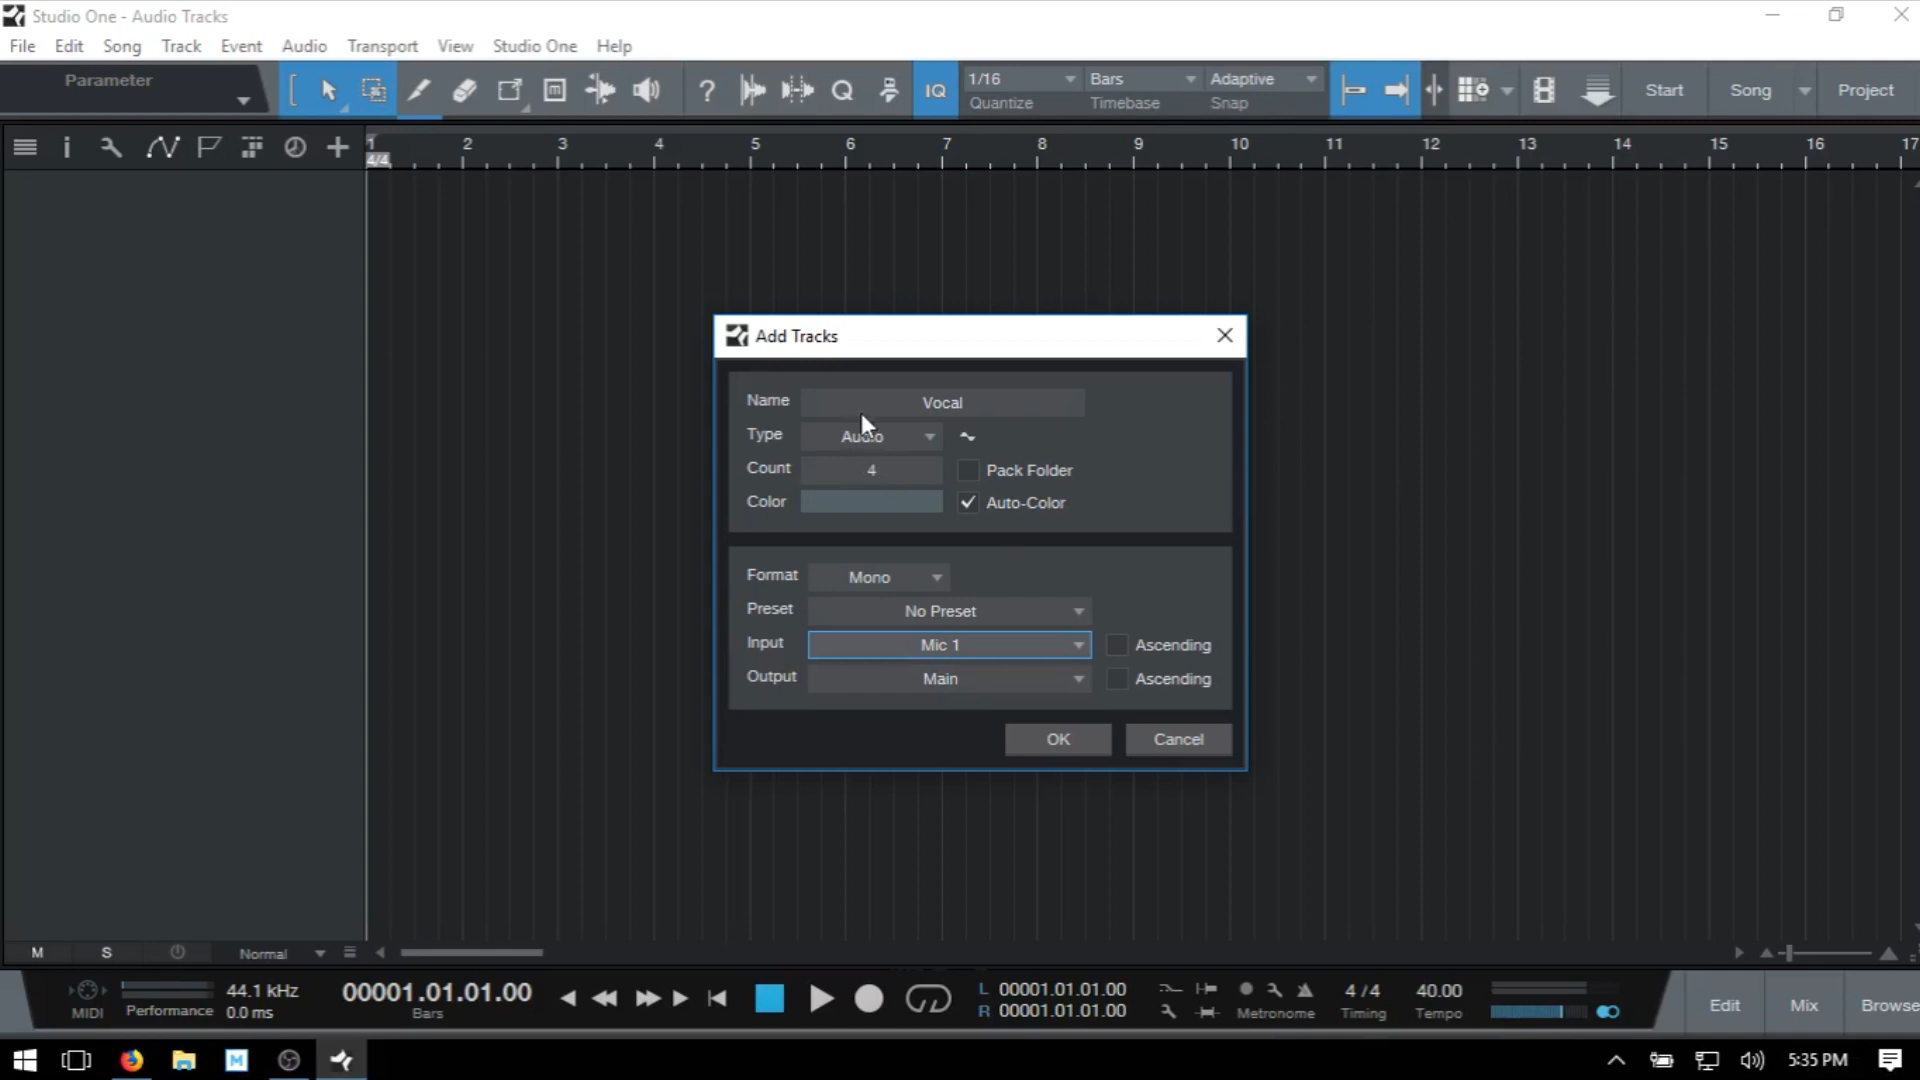 Studio One - Audio Tracks
File Edit Song Track Event Audio Transport View Studio One Help
Parameter
? Q IQ 1/16 Bars Adaptive Start Song Project
Quantize Timebase Snap
i 1 2 3 4 5 6 7 8 9 10 11 12 13 14 15 16 17
4/4
Add Tracks
Name Vocal
Type Audio
Count 4 Pack Folder
Color Auto-Color
Format Mono
Preset No Preset
Input Mic 1 Ascending
Output Main Ascending
OK Cancel
M S Normal
MIDI Performance 44.1 kHz 0.0 ms
00001.01.01.00
Bars
L 00001.01.01.00
R 00001.01.01.00
Metronome
4 / 4
Timing
40.00
Tempo
Edit Mix Browse
M 5:35 PM